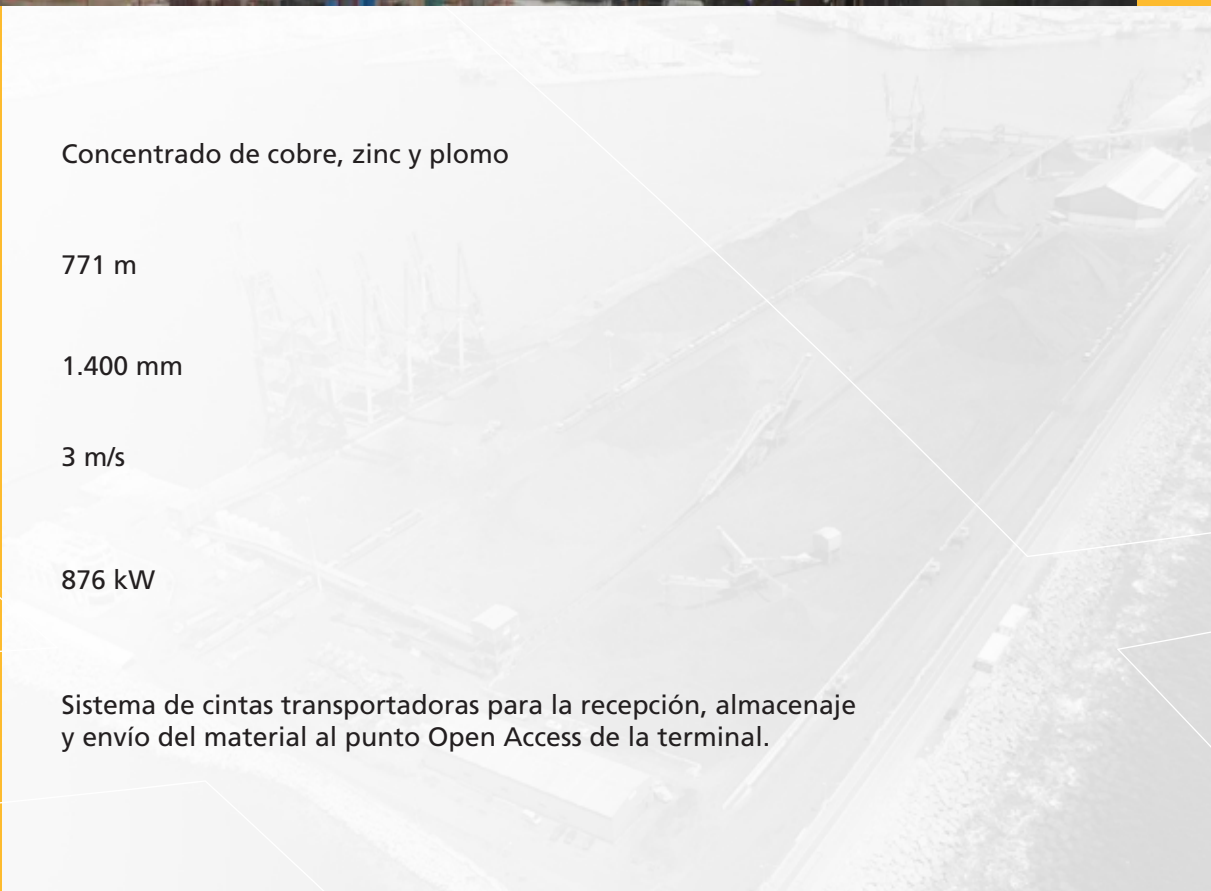 Concentrado de cobre, zinc y plomo
771 m
1.400 mm
3 m/s
876 kW
Sistema de cintas transportadoras para la recepción, almacenaje
y envío del material al punto Open Access de la terminal.